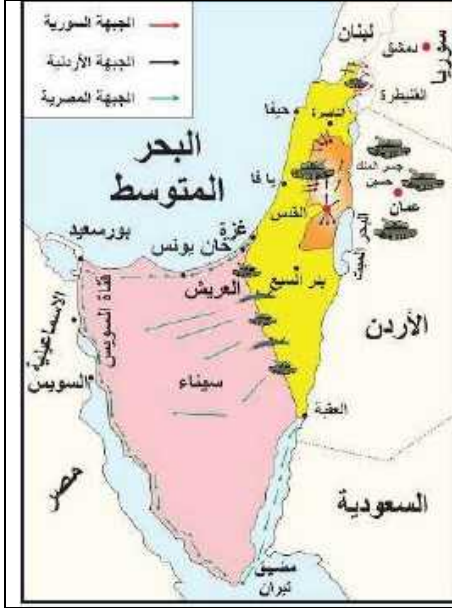 الجبهة السورية
الجبهة الأردنية
الجبهة المصرية
لبنان
سوريا
دمشق
القنيطرة
حيفا
الناصرة
البحر
المتوسط
يافا
جسر الملك
حسين
عمان
القدس
البحر الميت
غزة
خان يونس
بورسعيد
العريش
بئر السبع
قناة السويس
الاسماعيلية
الأردن
السويس
سيناء
العقبة
مصر
السعودية
مضيق
تيران